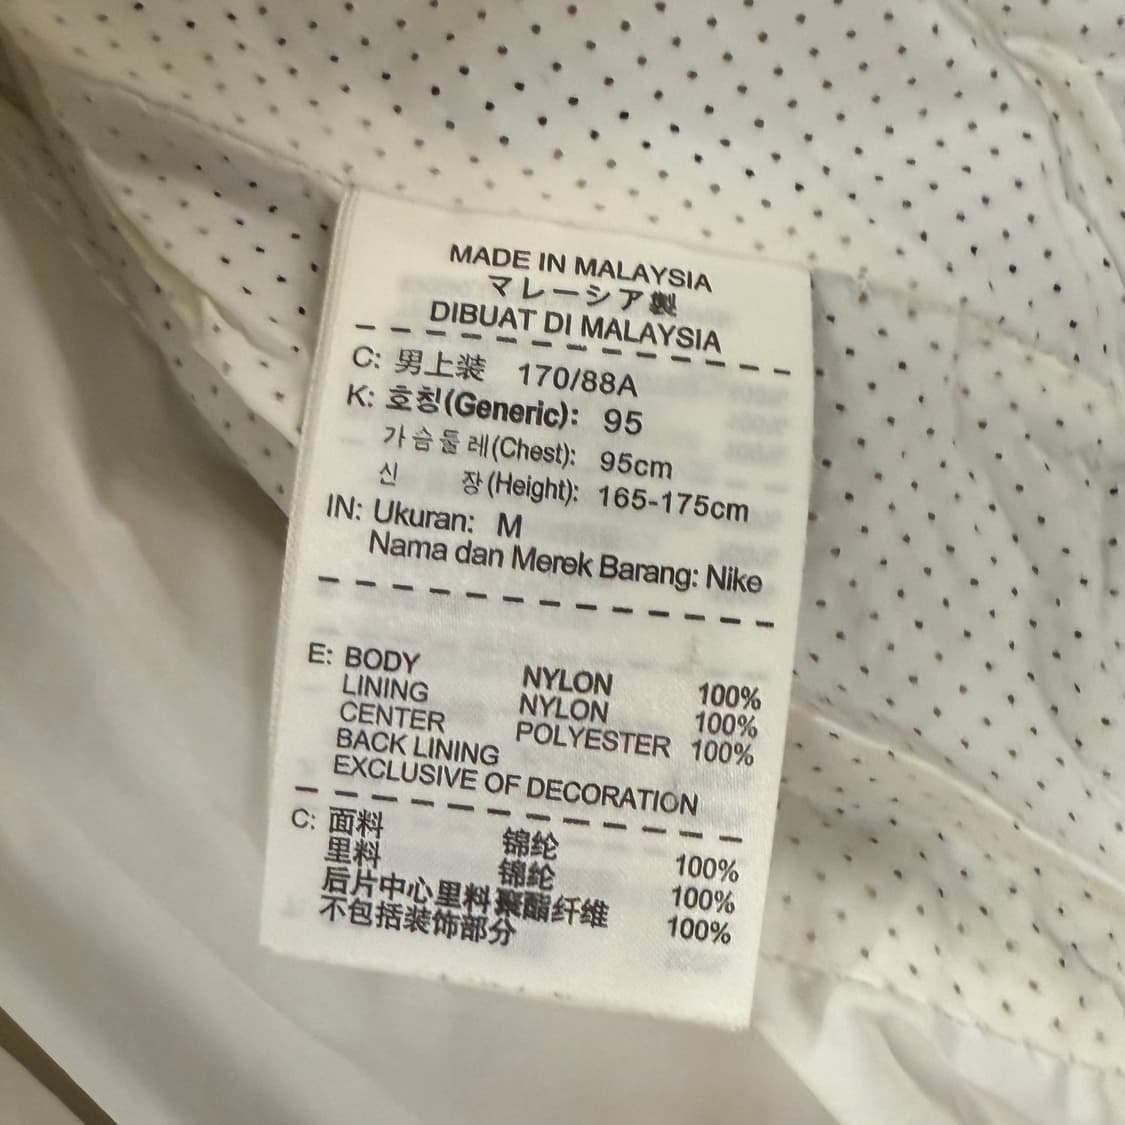 MADE IN MALAYSIA
マレーシア製
DIBUAT DI MALAYSIA
C: 男上装 170/88A
K: 호칭(Generic): 95
가슴둘레(Chest): 95cm
신 장(Height): 165-175cm
IN: Ukuran: M
Nama dan Merek Barang: Nike
E: BODY NYLON 100%
LINING NYLON 100%
CENTER POLYESTER 100%
BACK LINING
EXCLUSIVE OF DECORATION
C: 面料 锦纶 100%
里料 锦纶 100%
后片中心里料 聚酯纤维 100%
不包括装饰部分